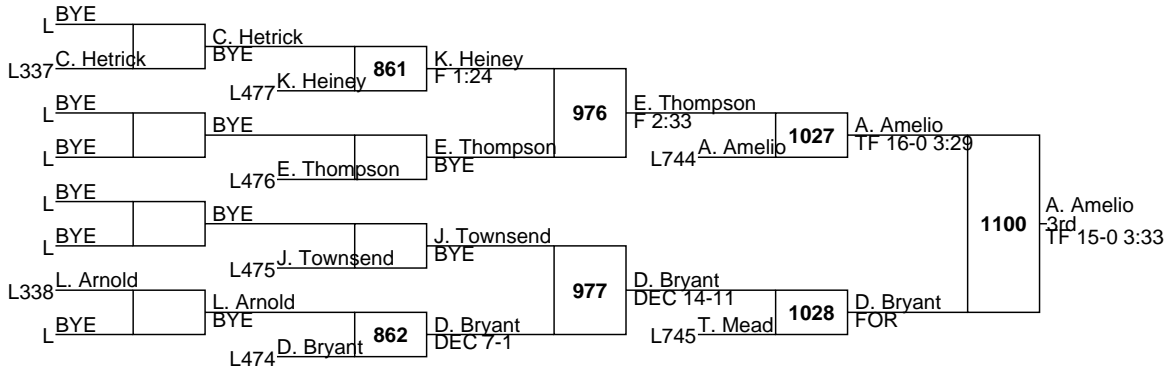 L BYE
L337 C. Hetrick
C. Hetrick
BYE
L477 K. Heiney
861
K. Heiney
F 1:24
L BYE
L BYE
BYE
L476 E. Thompson
E. Thompson
BYE
976
E. Thompson
F 2:33
L744 A. Amelio
1027
A. Amelio
TF 16-0 3:29
L BYE
L BYE
BYE
L475 J. Townsend
J. Townsend
BYE
L338 L. Arnold
L BYE
L. Arnold
BYE
L474 D. Bryant
862
D. Bryant
DEC 7-1
977
D. Bryant
DEC 14-11
L745 T. Mead
1028
D. Bryant
FOR
1100
A. Amelio
3rd
TF 15-0 3:33